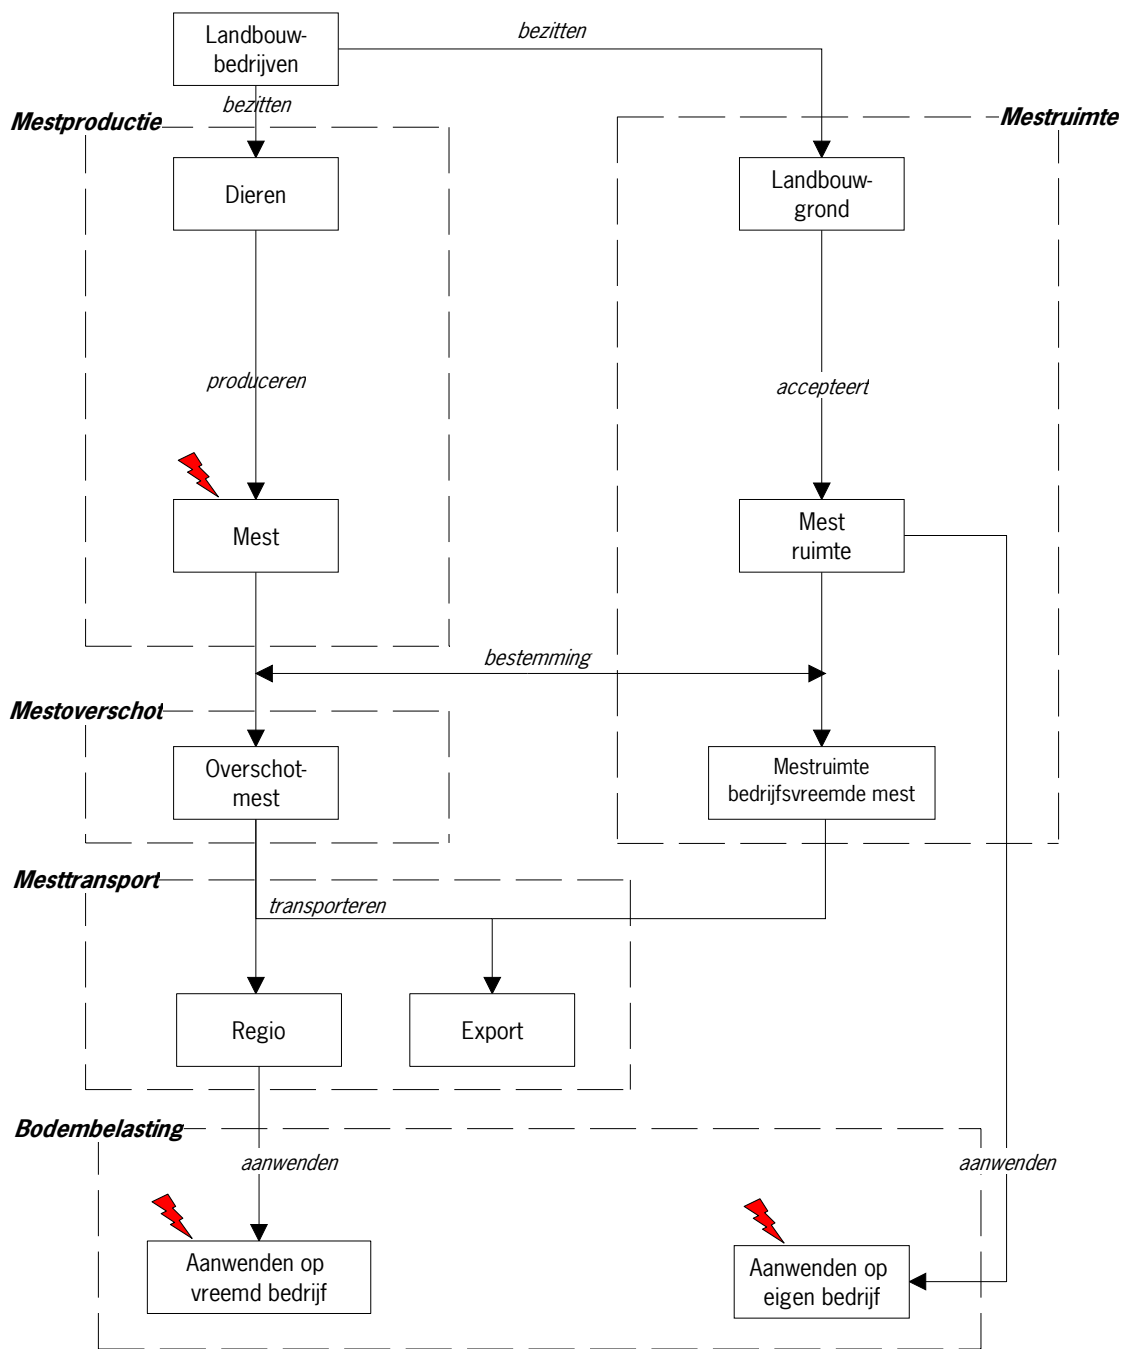 Landbouw-
bedrijven
bezitten
bezitten
Mestproductie
Mestruimte
Dieren
Landbouw-
grond
produceren
accepteert
Mest
Mest
ruimte
bestemming
Mestoverschot
Overschot-
mest
Mestruimte
bedrijfsvreemde mest
Mesttransport
transporteren
Regio
Export
Bodembelasting
aanwenden
aanwenden
Aanwenden op
vreemd bedrijf
Aanwenden op
eigen bedrijf